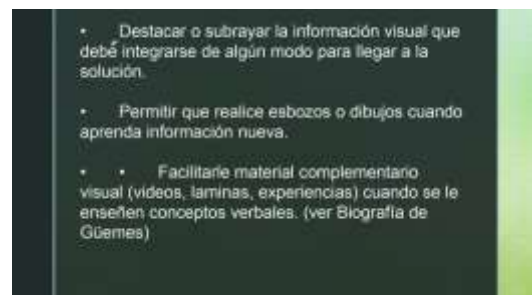 • Destacar o subrayar la información visual que
debe integrarse de algún modo para llegar a la
solución.
• Permitir que realice esbozos o dibujos cuando
aprenda información nueva.
• • Facilitarle material complementario
visual (videos, laminas, experiencias) cuando se le
enseñen conceptos verbales. (ver Biografía de
Güemes)